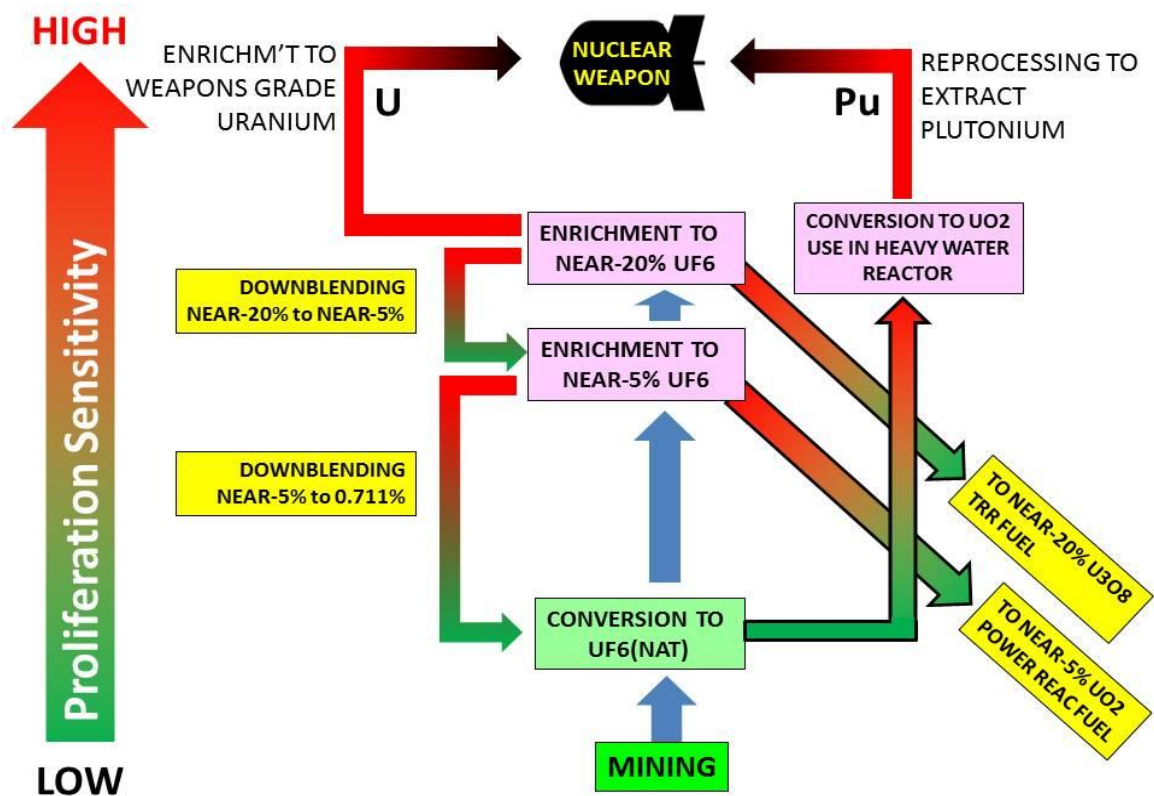 HIGH
ENRICHM'T TO
WEAPONS GRADE
URANIUM
U
NUCLEAR
WEAPON
Pu
REPROCESSING TO
EXTRACT
PLUTONIUM
Proliferation Sensitivity
ENRICHMENT TO
NEAR-20% UF6
CONVERSION TO UO2
USE IN HEAVY WATER
REACTOR
DOWNBLENDING
NEAR-20% to NEAR-5%
ENRICHMENT TO
NEAR-5% UF6
DOWNBLENDING
NEAR-5% to 0.711%
TO NEAR-20% U3O8
TRR FUEL
CONVERSION TO
UF6(NAT)
TO NEAR-5% UO2
POWER REAC FUEL
MINING
LOW